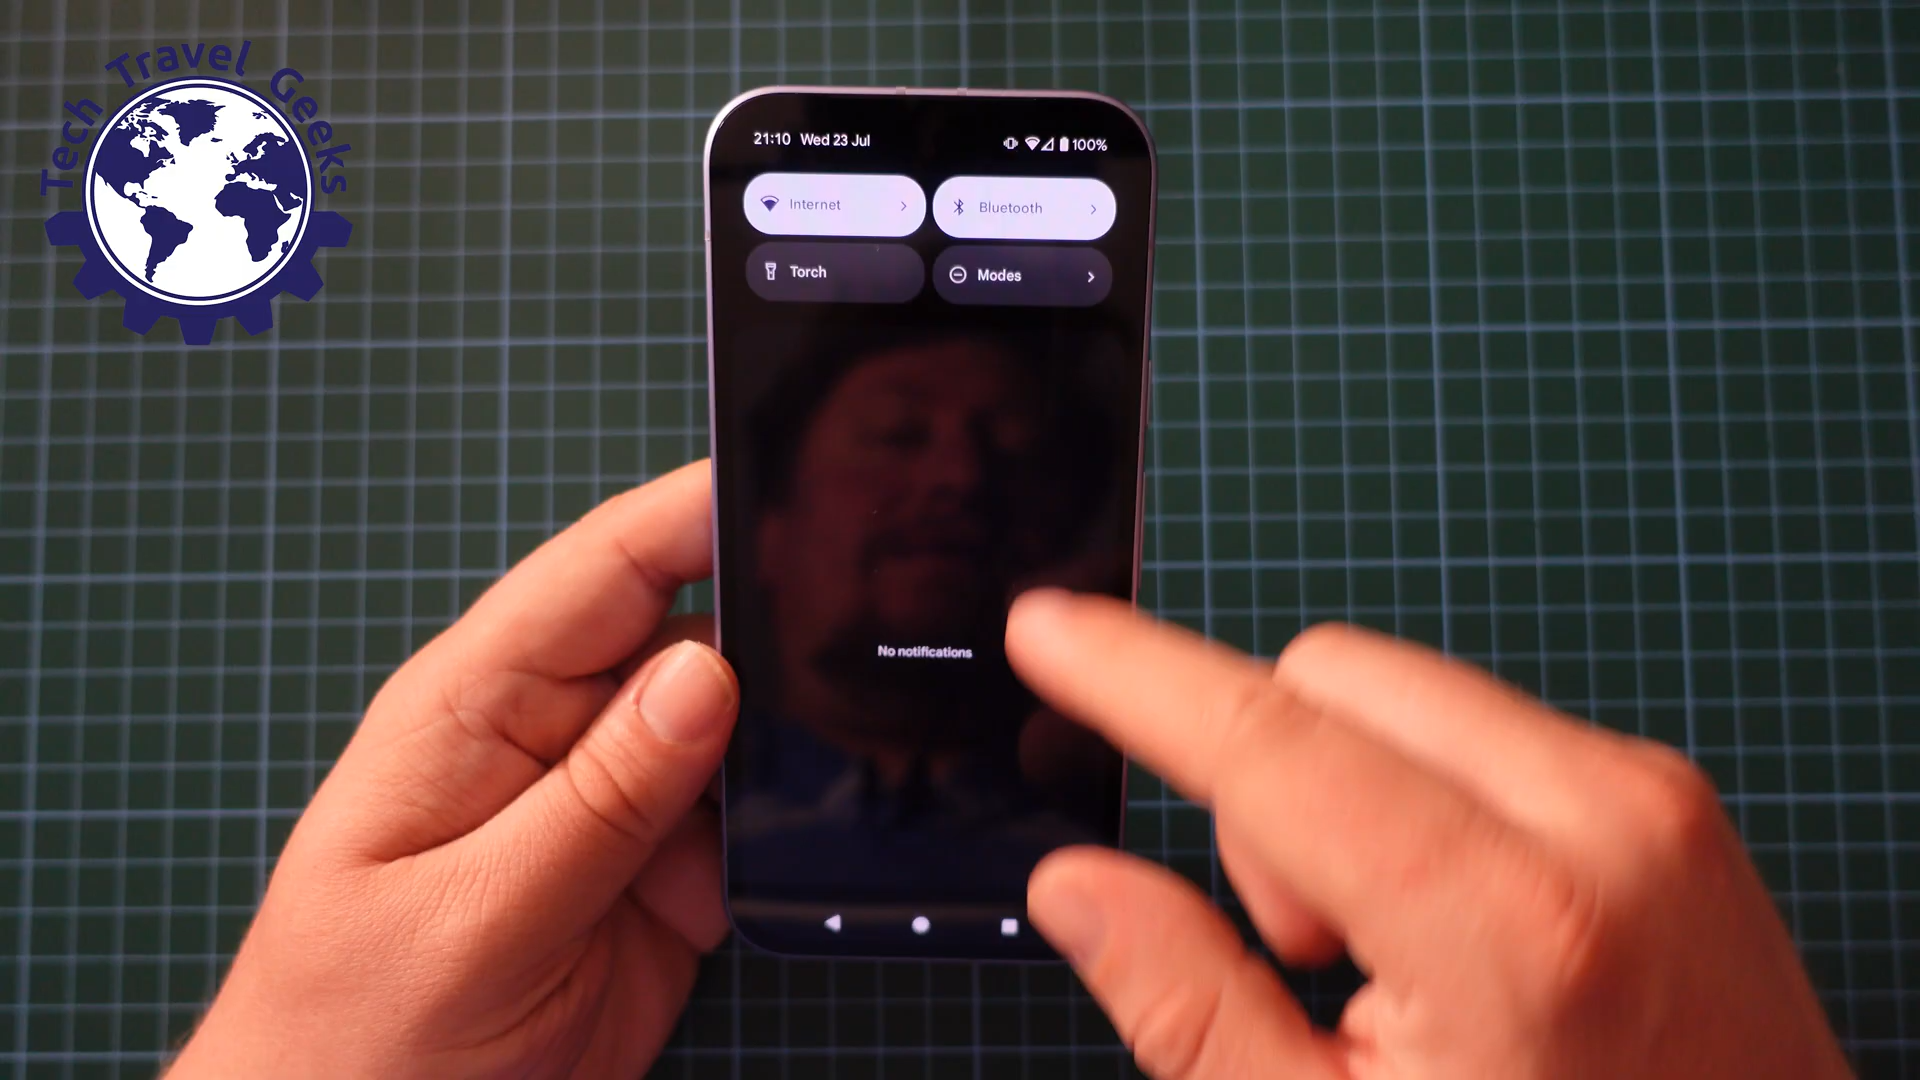 Tech Travel Geeks
21:10 Wed 23 Jul
100%
Internet
Bluetooth
Torch
Modes
No notifications